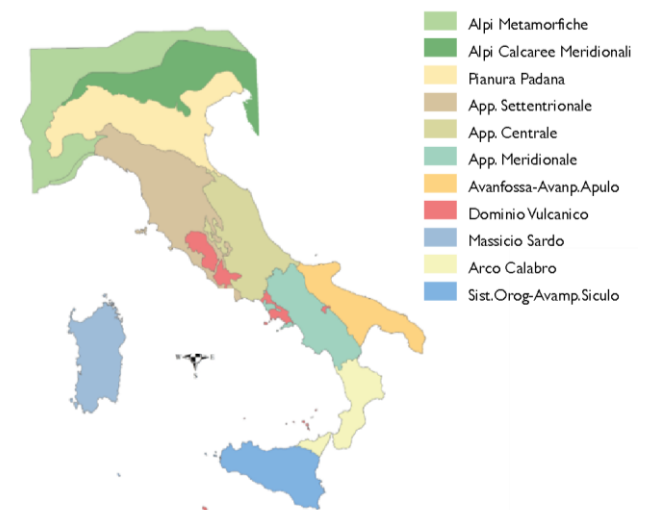 Alpi Metamorfiche
Alpi Calcaree Meridionali
Pianura Padana
App. Settentrionale
App. Centrale
App. Meridionale
Avanfossa-Avanp.Apulo
Dominio Vulcanico
Massicio Sardo
Arco Calabro
Sist.Orog-Avamp.Siculo
W E
S